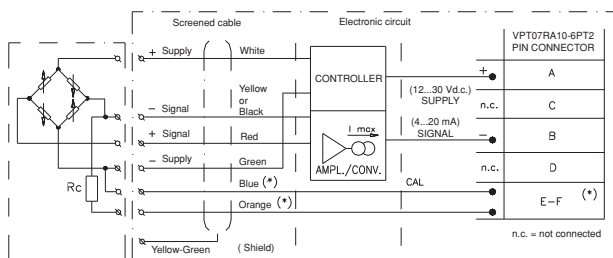 Screened cable
Electronic circuit
VPT07RA10-6PT2
PIN CONNECTOR
+ Supply White
CONTROLLER
+
A
(12...30 Vd.c.)
SUPPLY
n.c.
C
Yellow
or
Black
− Signal
+ Signal Red
I max
(4...20 mA)
SIGNAL
−
B
− Supply Green
AMPL./CONV.
n.c.
D
Rc
Blue (*)
CAL
E-F (*)
Orange (*)
Yellow-Green
( Shield)
n.c. = not connected